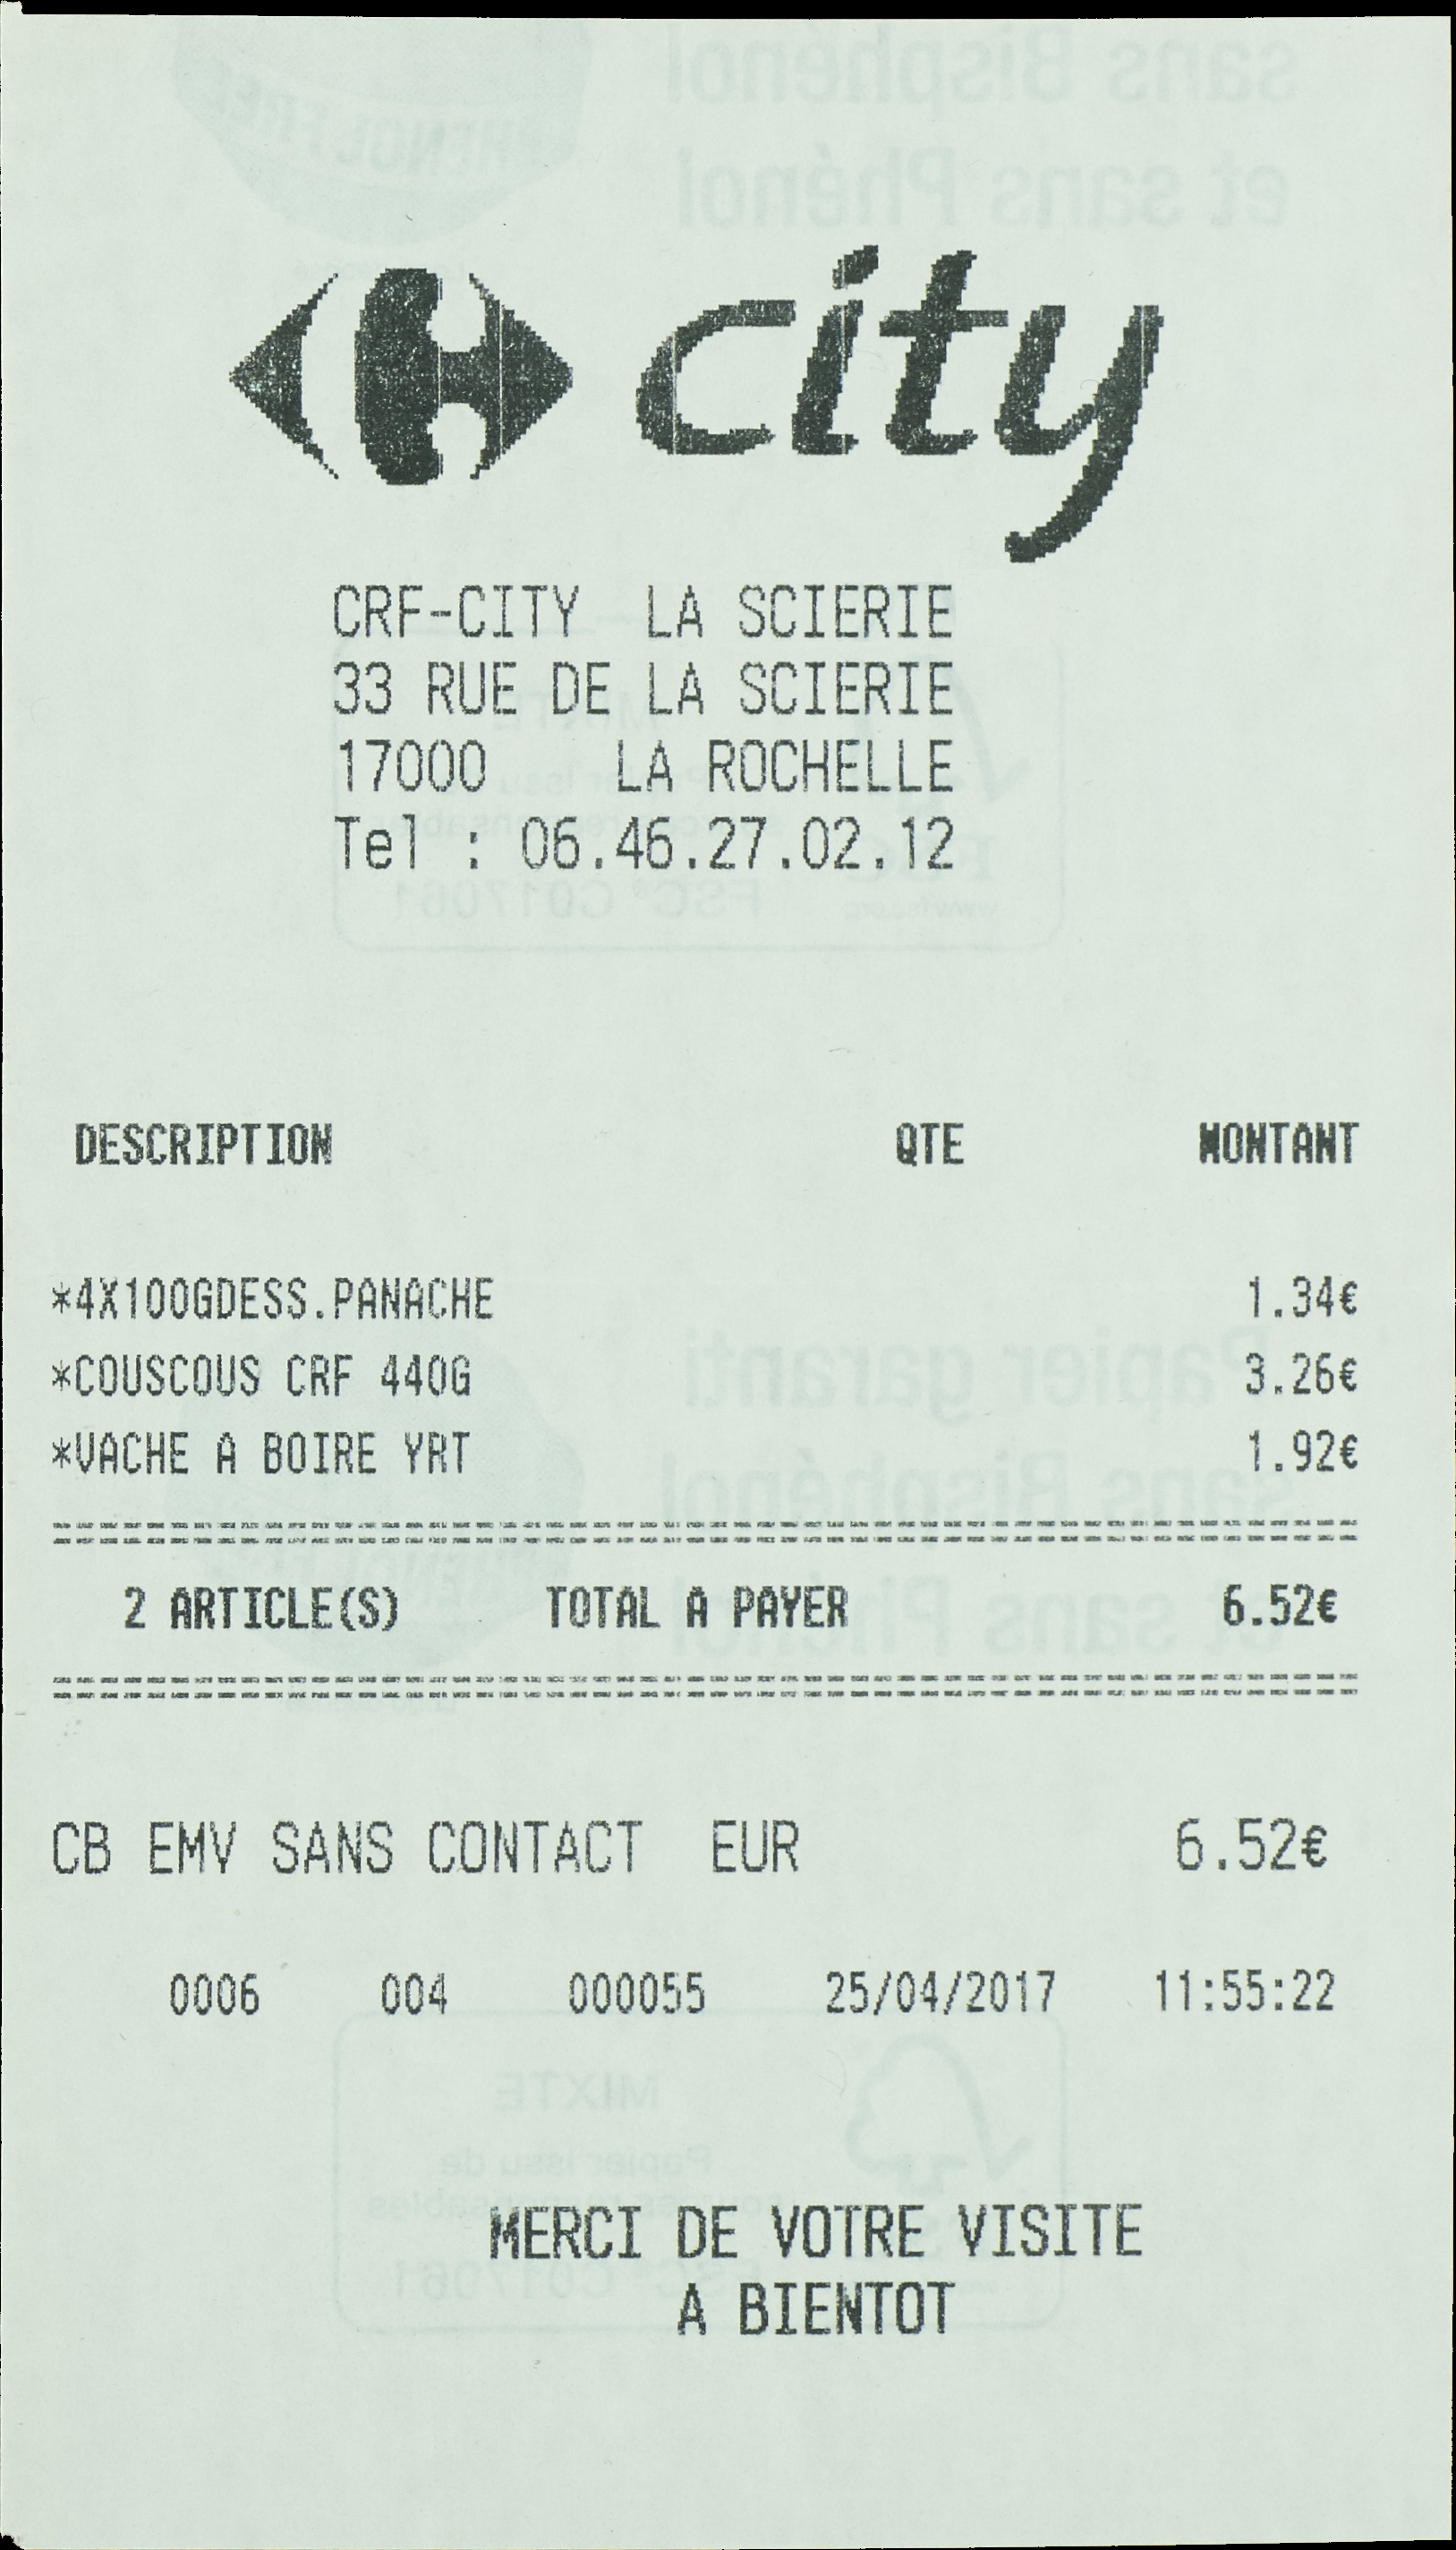 city
CRF-CITY LA SCIERIE
33 RUE DE LA SCIERIE
17000 LA ROCHELLE
Tel : 06.46.27.02.12
DESCRIPTION QTE MONTANT
*4X100GDESS.PANACHE 1.34€
*COUSCOUS CRF 440G 3.26€
*VACHE A BOIRE YRT 1.92€
2 ARTICLE(S) TOTAL A PAYER 6.52€
CB EMV SANS CONTACT EUR 6.52€
0006 004 000055 25/04/2017 11:55:22
MERCI DE VOTRE VISITE
A BIENTOT